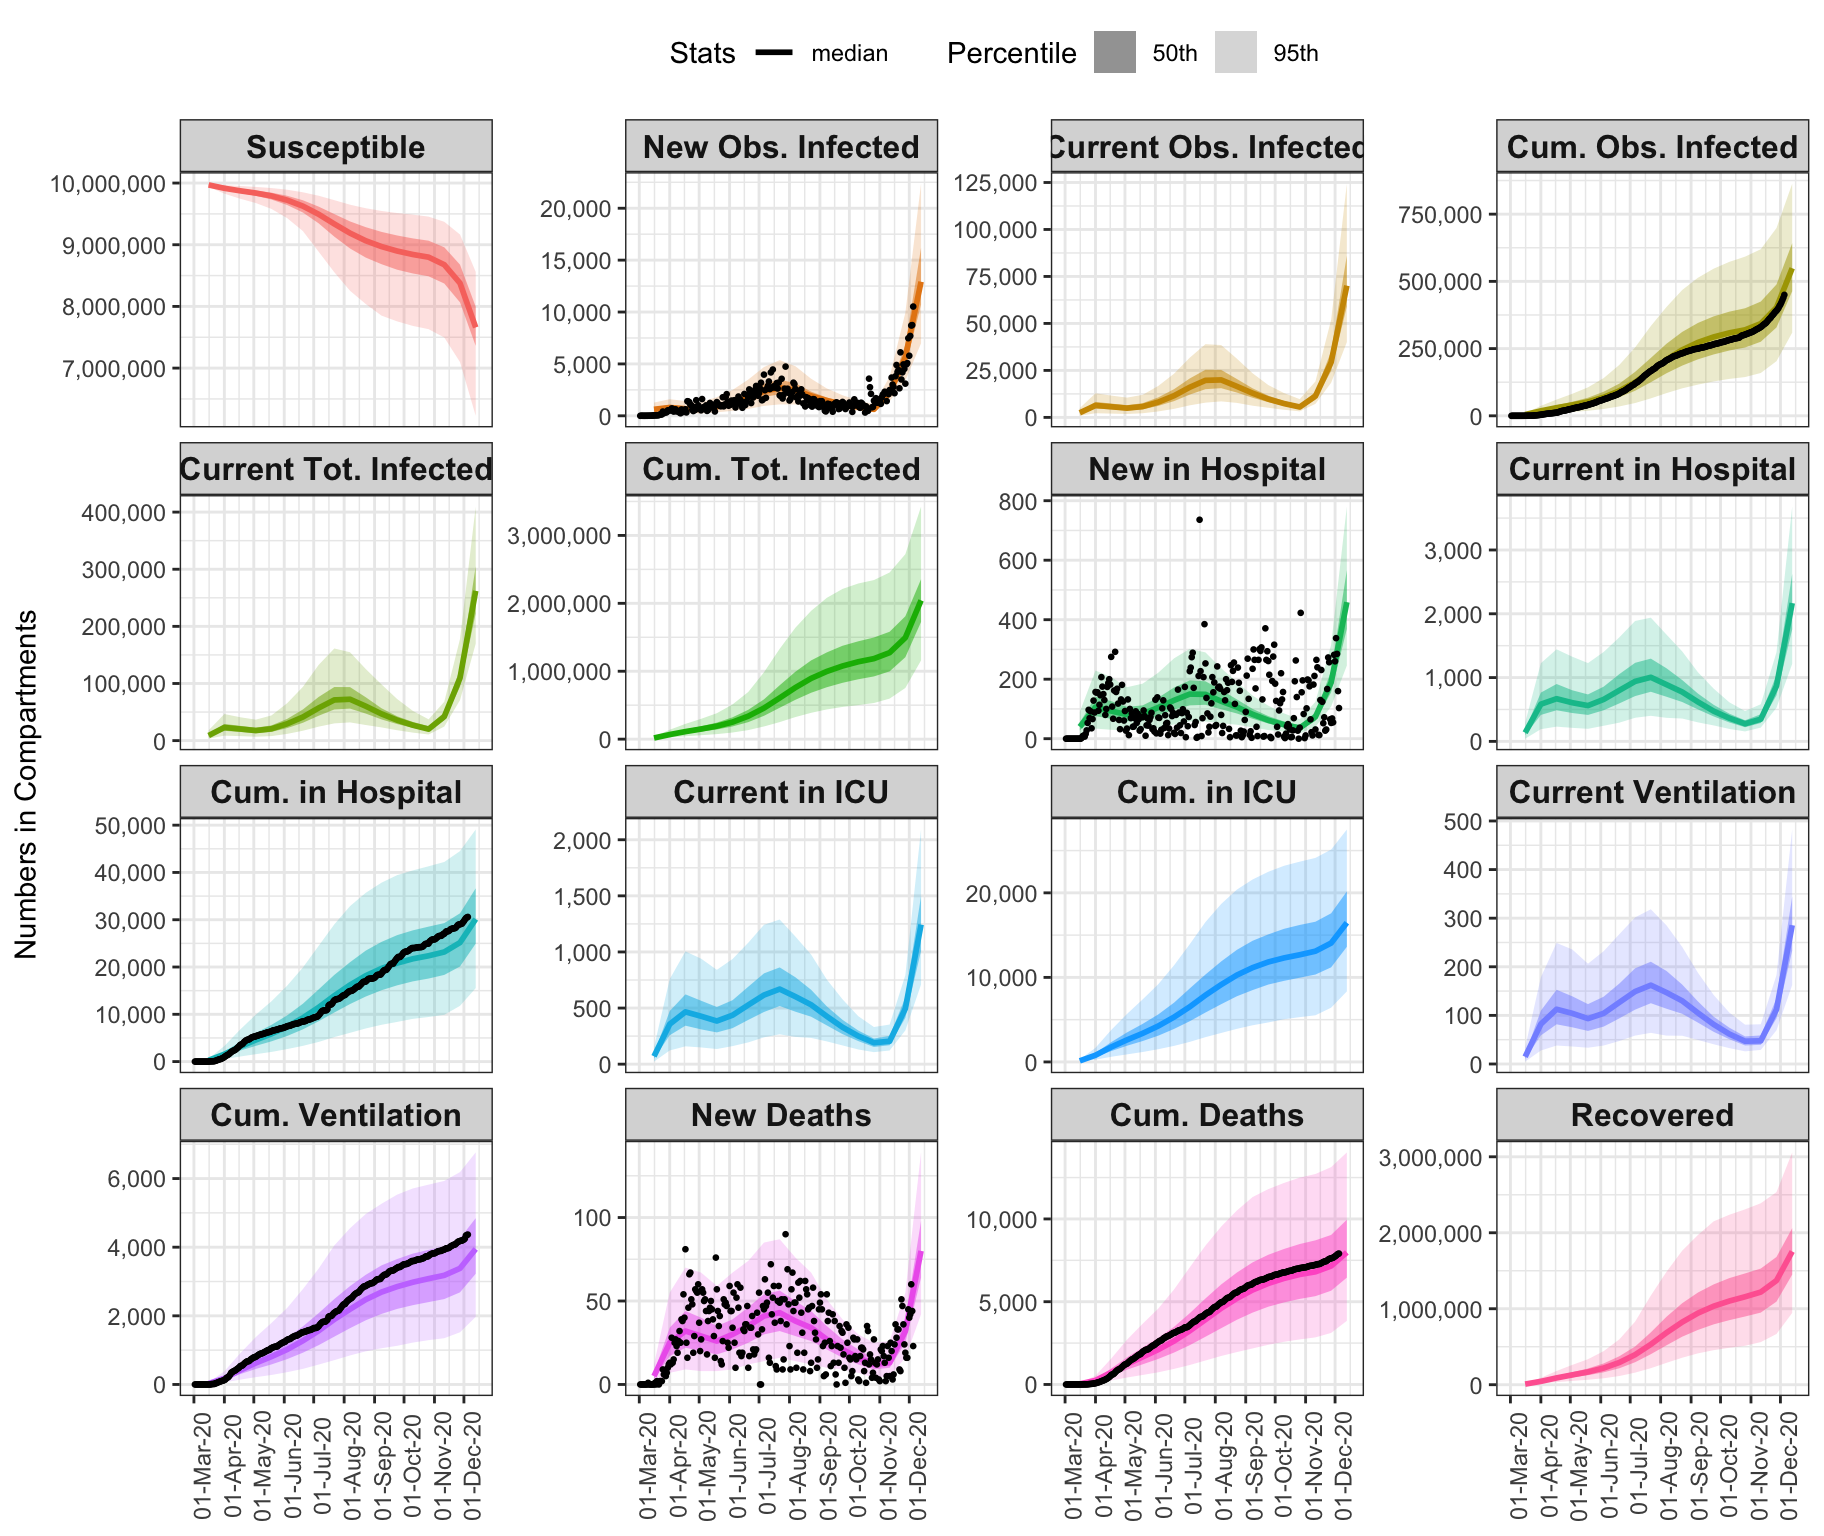 Stats median Percentile 50th 95th
Numbers in Compartments
Susceptible
10,000,000
9,000,000
8,000,000
7,000,000
New Obs. Infected
20,000
15,000
10,000
5,000
0
Current Obs. Infected
125,000
100,000
75,000
50,000
25,000
0
Cum. Obs. Infected
750,000
500,000
250,000
0
Current Tot. Infected
400,000
300,000
200,000
100,000
0
Cum. Tot. Infected
3,000,000
2,000,000
1,000,000
0
New in Hospital
800
600
400
200
0
Current in Hospital
3,000
2,000
1,000
0
Cum. in Hospital
50,000
40,000
30,000
20,000
10,000
0
Current in ICU
2,000
1,500
1,000
500
0
Cum. in ICU
20,000
10,000
0
Current Ventilation
500
400
300
200
100
0
Cum. Ventilation
6,000
4,000
2,000
0
New Deaths
100
50
0
Cum. Deaths
10,000
5,000
0
Recovered
3,000,000
2,000,000
1,000,000
0
01-Mar-20
01-Apr-20
01-May-20
01-Jun-20
01-Jul-20
01-Aug-20
01-Sep-20
01-Oct-20
01-Nov-20
01-Dec-20
01-Mar-20
01-Apr-20
01-May-20
01-Jun-20
01-Jul-20
01-Aug-20
01-Sep-20
01-Oct-20
01-Nov-20
01-Dec-20
01-Mar-20
01-Apr-20
01-May-20
01-Jun-20
01-Jul-20
01-Aug-20
01-Sep-20
01-Oct-20
01-Nov-20
01-Dec-20
01-Mar-20
01-Apr-20
01-May-20
01-Jun-20
01-Jul-20
01-Aug-20
01-Sep-20
01-Oct-20
01-Nov-20
01-Dec-20